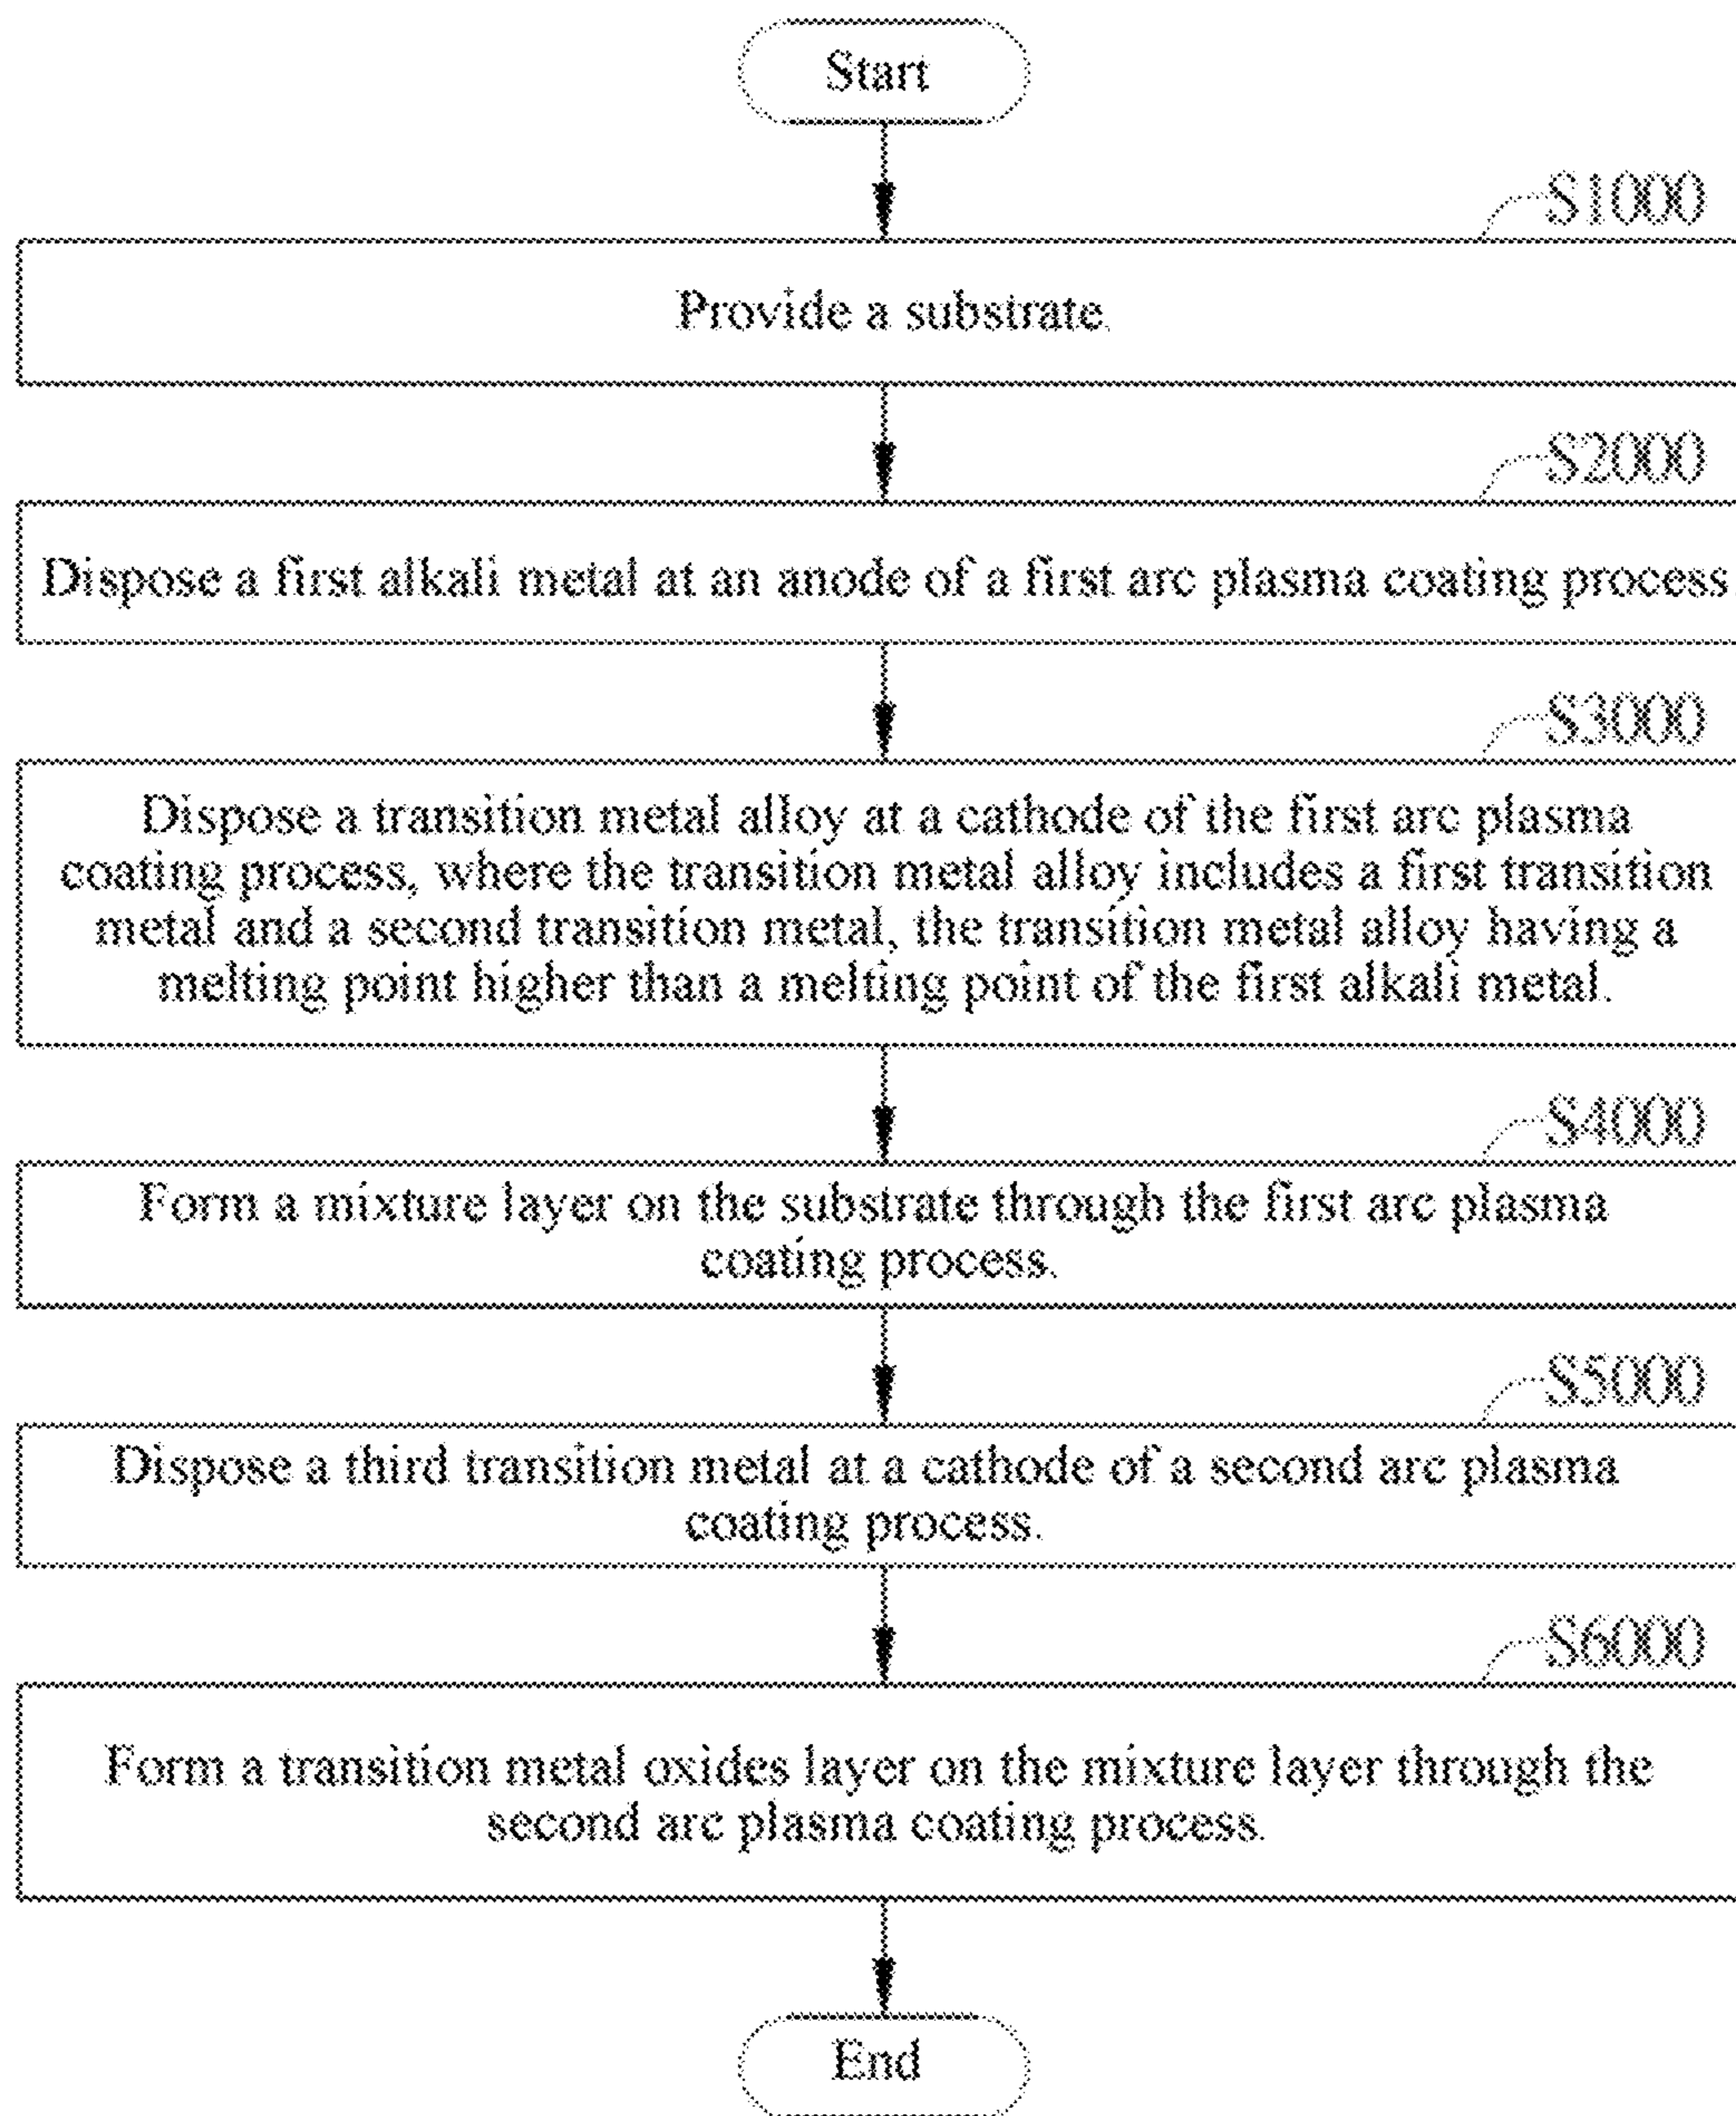 Start
S1000
Provide a substrate.
S2000
Dispose a first alkali metal at an anode of a first arc plasma coating process.
S3000
Dispose a transition metal alloy at a cathode of the first arc plasma
coating process, where the transition metal alloy includes a first transition
metal and a second transition metal, the transition metal alloy having a
melting point higher than a melting point of the first alkali metal.
S4000
Form a mixture layer on the substrate through the first arc plasma
coating process.
S5000
Dispose a third transition metal at a cathode of a second arc plasma
coating process.
S6000
Form a transition metal oxides layer on the mixture layer through the
second arc plasma coating process.
End